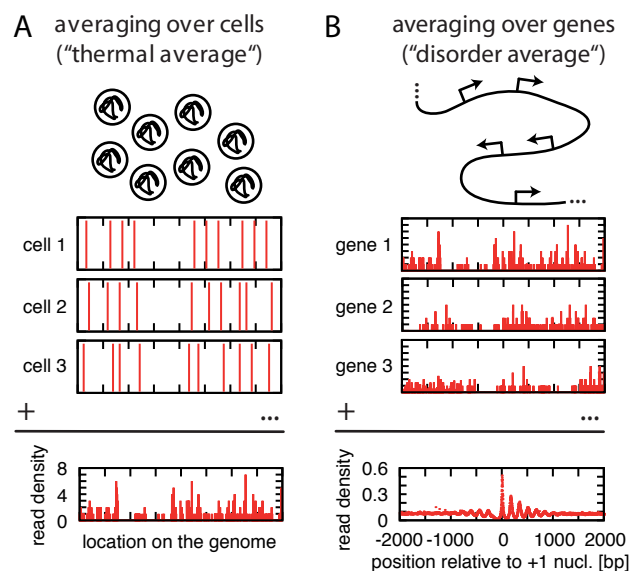 A averaging over cells
("thermal average“)
cell 1
cell 2
cell 3
+ ...
read density
8
4
0
location on the genome
B averaging over genes
("disorder average“)
...
...
gene 1
gene 2
gene 3
+ ...
read density
0.6
0.3
0
-2000 -1000 0 1000 2000
position relative to +1 nucl. [bp]